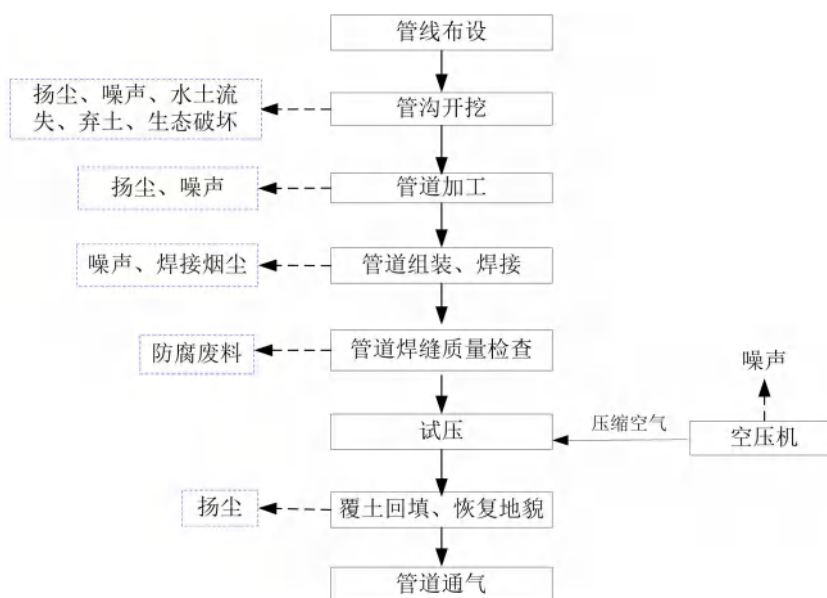 管线布设
扬尘、噪声、水土流
失、弃土、生态破坏
管沟开挖
扬尘、噪声
管道加工
噪声、焊接烟尘
管道组装、焊接
防腐废料
管道焊缝质量检查
噪声
试压
压缩空气
空压机
扬尘
覆土回填、恢复地貌
管道通气